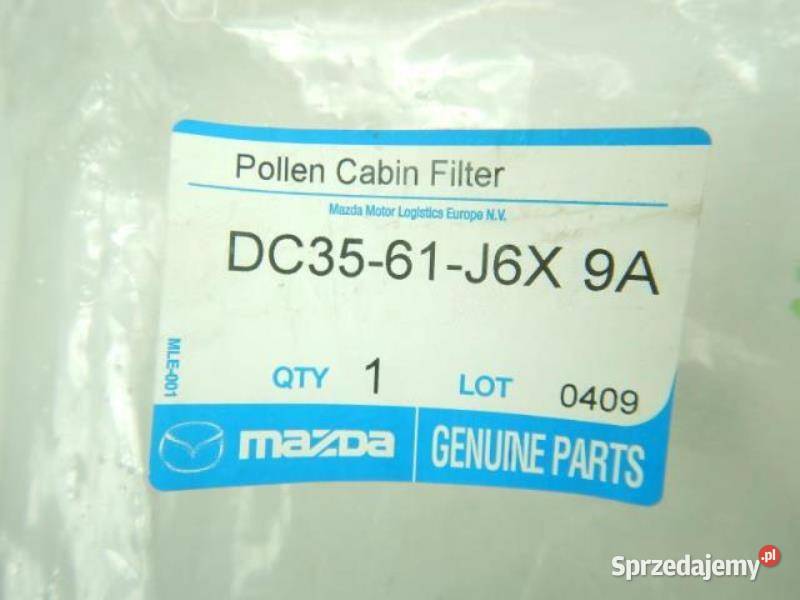 Pollen Cabin Filter
Mazda Motor Logistics Europe N.V.
DC35-61-J6X 9A
MLE-001
QTY 1 LOT 0409
mazda GENUINE PARTS
Sprzedajemy.pl